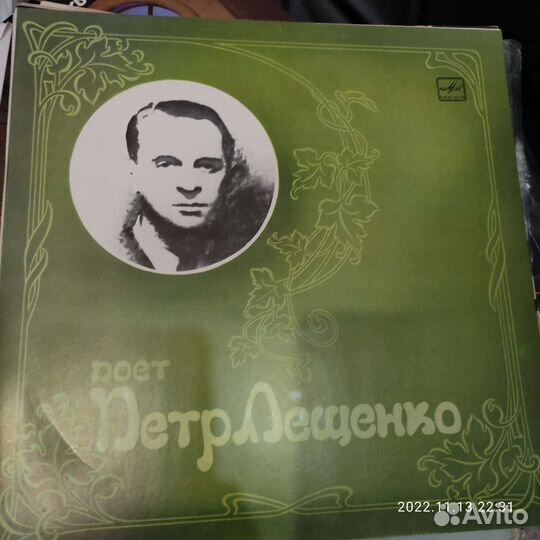 поет
Петр Лещенко
2022.11.13 22:31
Avito